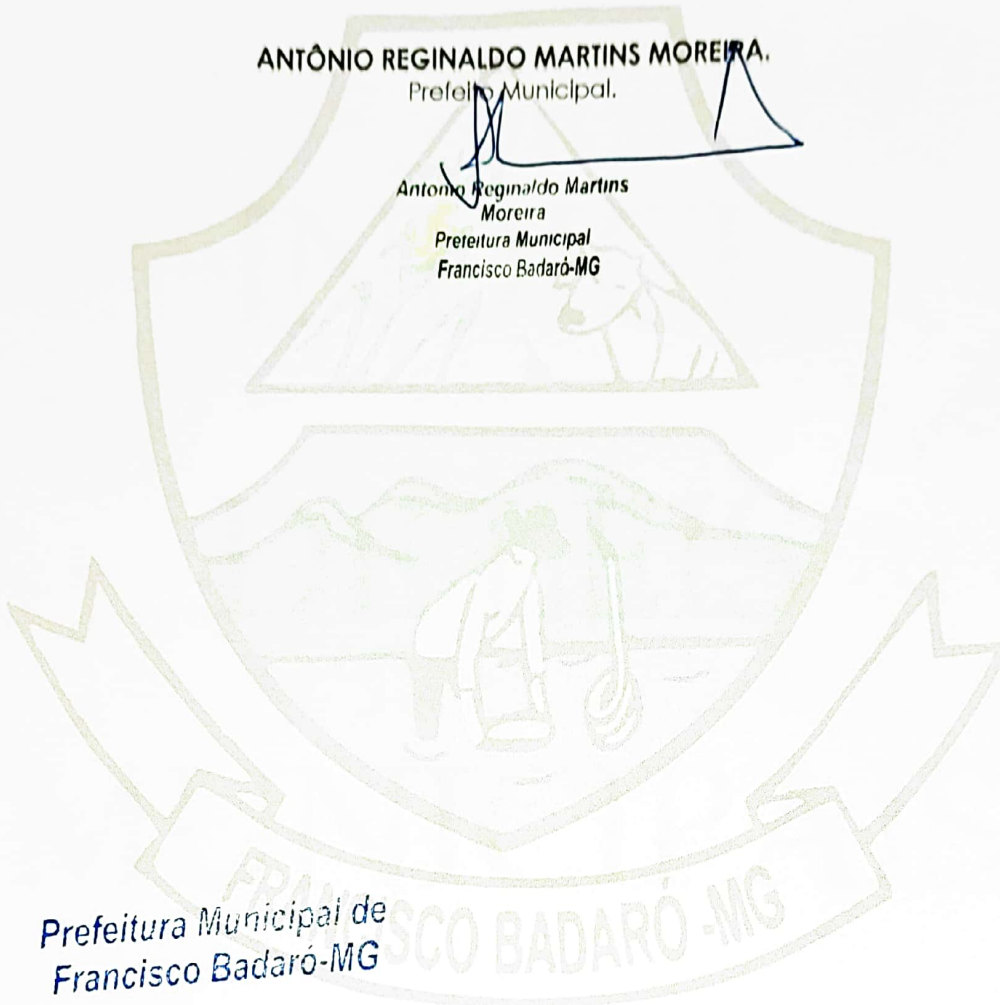 ANTÔNIO REGINALDO MARTINS MOREIRA.
Prefeito Municipal.
Antonio Reginaldo Martins
Moreira
Prefeitura Municipal
Francisco Badaró-MG
FRANCISCO BADARÓ -MG
Prefeitura Municipal de
Francisco Badaró-MG